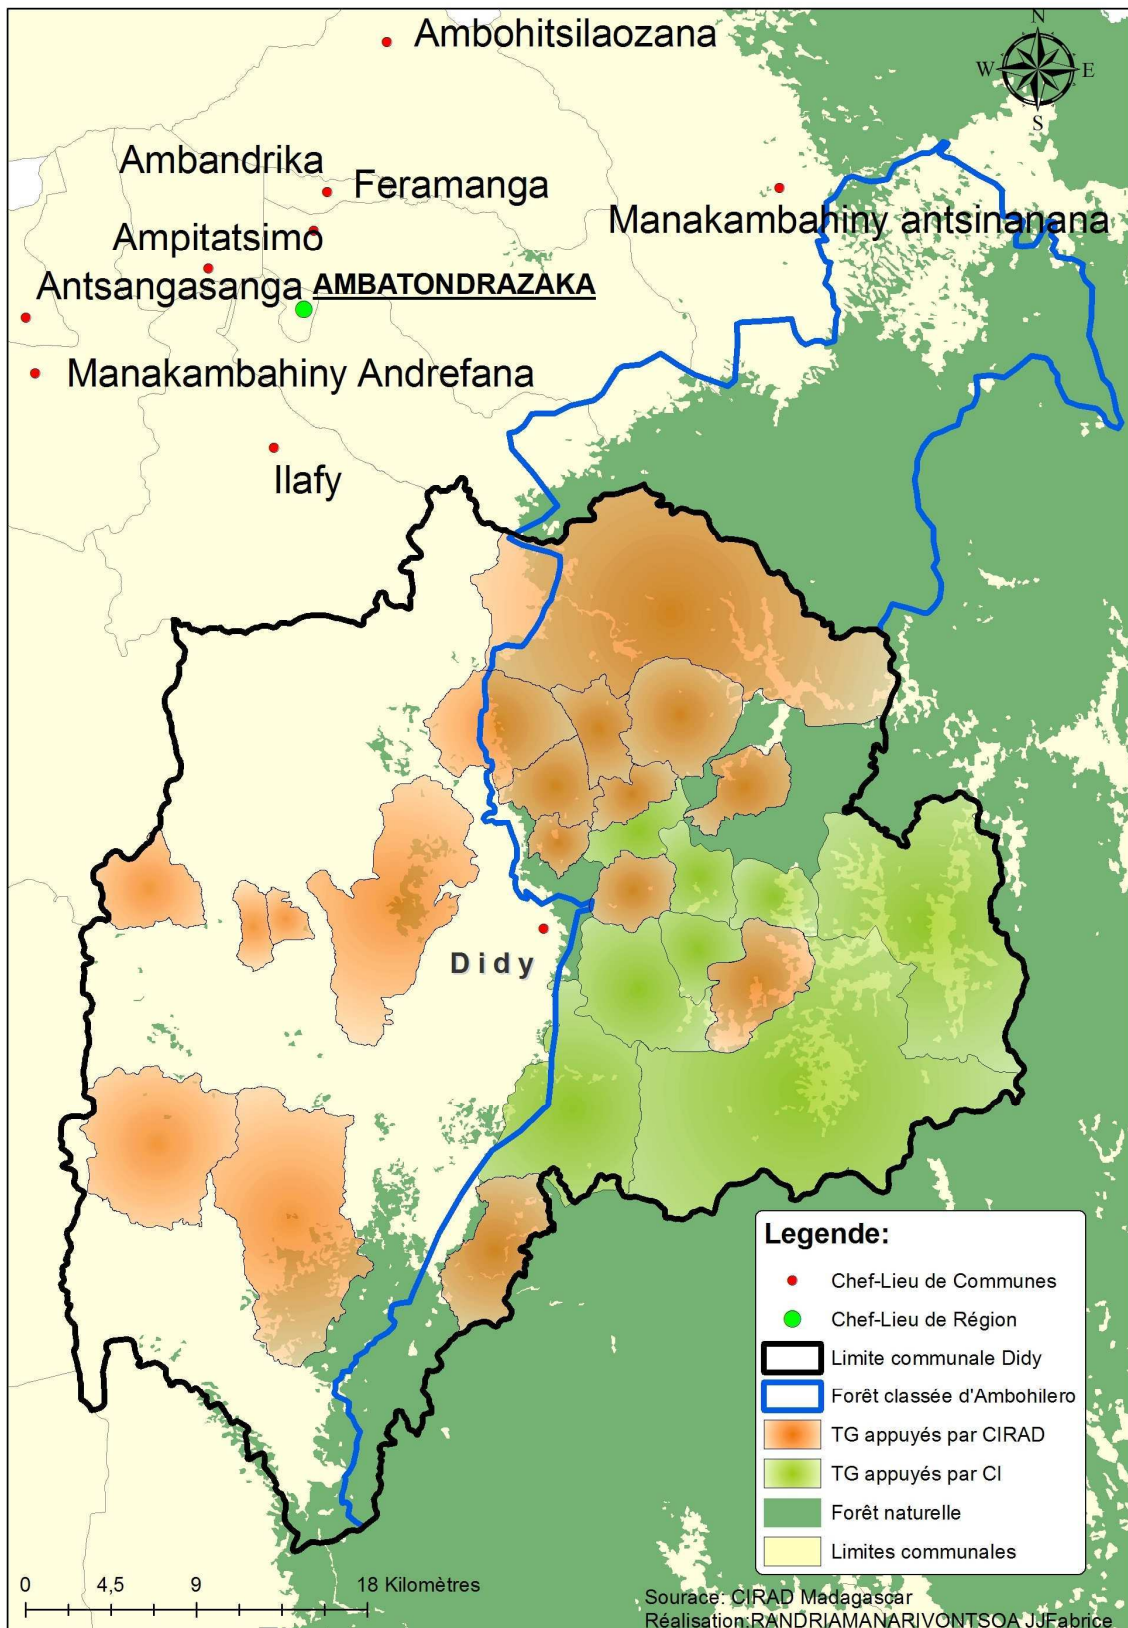 Ambohitsilaozana
N
W E
S
Ambandrika
Feramanga
Manakambahiny antsinanana
Ampitatsimo
Antsangasanga
AMBATONDRAZAKA
Manakambahiny Andrefana
Ilafy
Didy
Legende:
Chef-Lieu de Communes
Chef-Lieu de Région
Limite communale Didy
Forêt classée d'Ambohilero
TG appuyés par CIRAD
TG appuyés par CI
Forêt naturelle
Limites communales
0 4,5 9 18 Kilomètres
Sourace: CIRAD Madagascar
Réalisation:RANDRIAMANARIVONTSOA JJFabrice